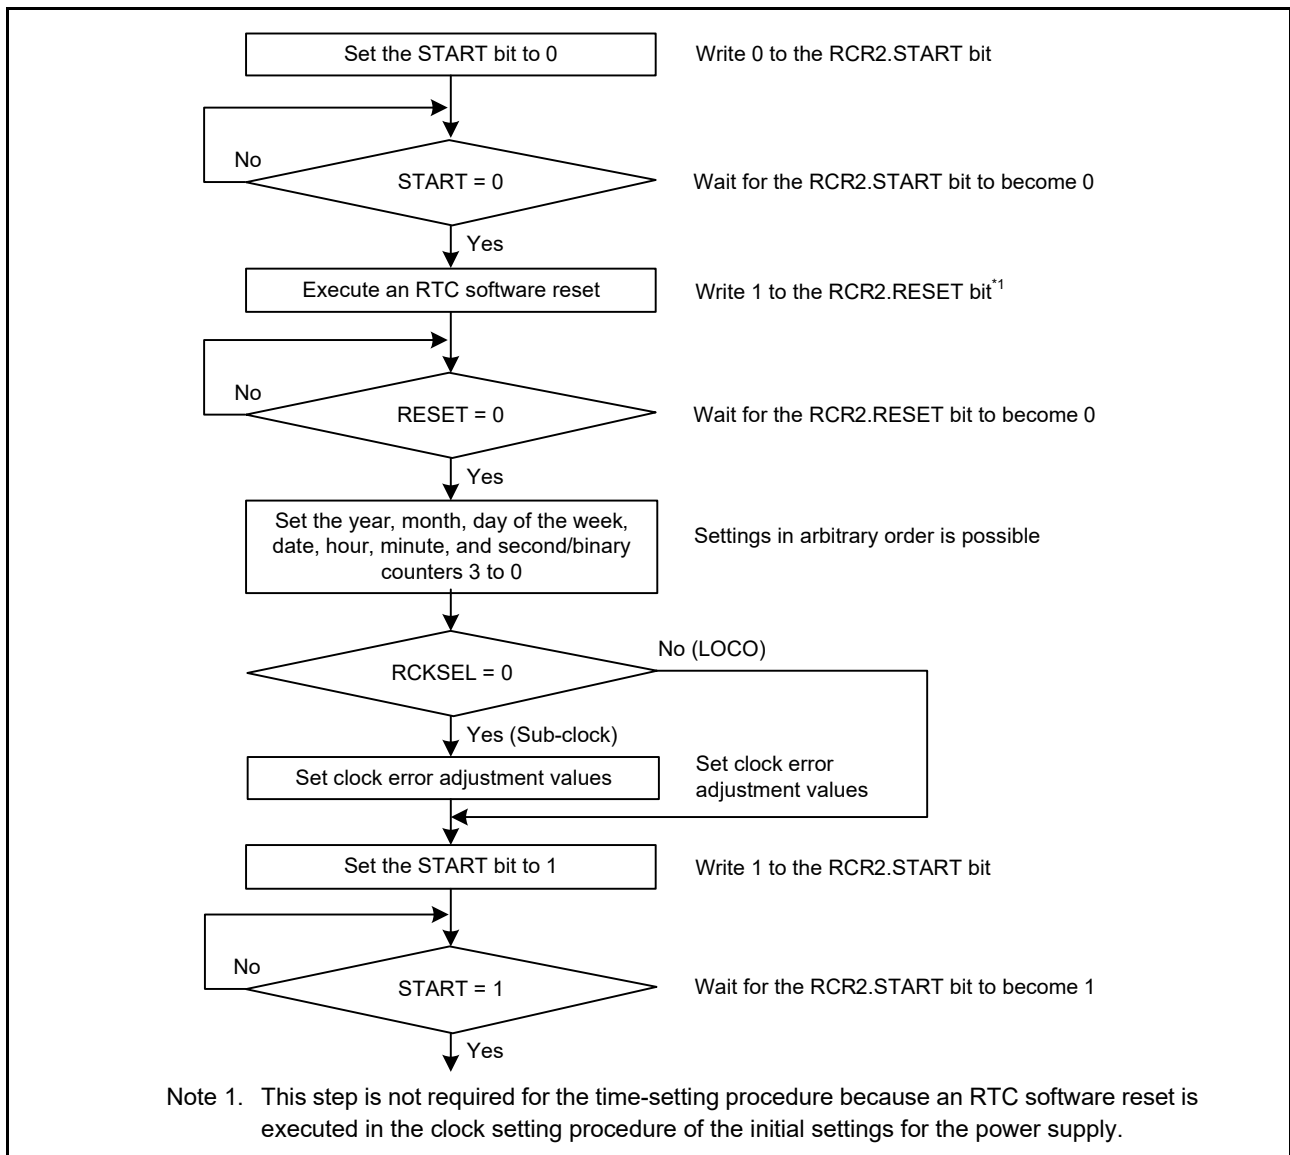 Set the START bit to 0
Write 0 to the RCR2.START bit
No
START = 0
Wait for the RCR2.START bit to become 0
Yes
Execute an RTC software reset
Write 1 to the RCR2.RESET bit*1
No
RESET = 0
Wait for the RCR2.RESET bit to become 0
Yes
Set the year, month, day of the week,
date, hour, minute, and second/binary
counters 3 to 0
Settings in arbitrary order is possible
No (LOCO)
RCKSEL = 0
Yes (Sub-clock)
Set clock error adjustment values
Set clock error
adjustment values
Set the START bit to 1
Write 1 to the RCR2.START bit
No
START = 1
Wait for the RCR2.START bit to become 1
Yes
Note 1. This step is not required for the time-setting procedure because an RTC software reset is
executed in the clock setting procedure of the initial settings for the power supply.